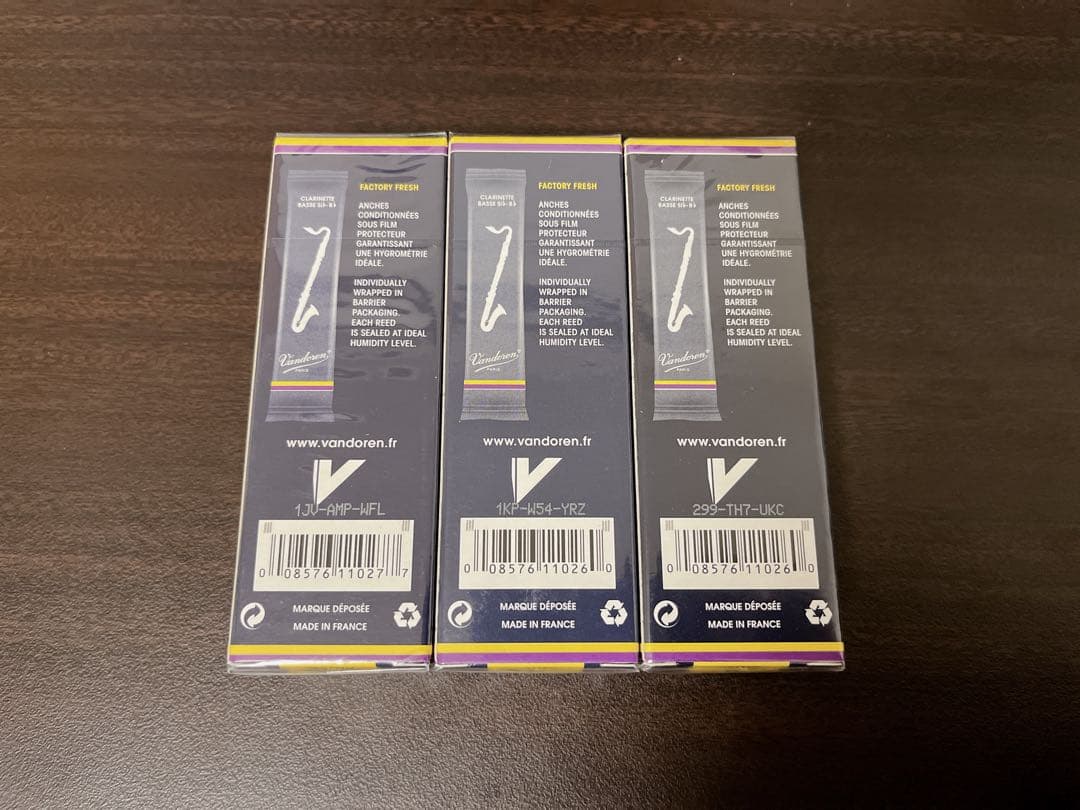 CLARINETTE
BASSE SI♭- B♭
Vandoren®
PARIS
FACTORY FRESH
ANCHES
CONDITIONNÉES
SOUS FILM
PROTECTEUR
GARANTISSANT
UNE HYGROMÉTRIE
IDÉALE.
INDIVIDUALLY
WRAPPED IN
BARRIER
PACKAGING.
EACH REED
IS SEALED AT IDEAL
HUMIDITY LEVEL.
www.vandoren.fr
V
1JV-AMP-WFL
0 08576 11027 7
MARQUE DÉPOSÉE
MADE IN FRANCE
CLARINETTE
BASSE SI♭- B♭
Vandoren®
PARIS
FACTORY FRESH
ANCHES
CONDITIONNÉES
SOUS FILM
PROTECTEUR
GARANTISSANT
UNE HYGROMÉTRIE
IDÉALE.
INDIVIDUALLY
WRAPPED IN
BARRIER
PACKAGING.
EACH REED
IS SEALED AT IDEAL
HUMIDITY LEVEL.
www.vandoren.fr
V
1KP-W54-YRZ
0 08576 11026 0
MARQUE DÉPOSÉE
MADE IN FRANCE
CLARINETTE
BASSE SI♭- B♭
Vandoren®
PARIS
FACTORY FRESH
ANCHES
CONDITIONNÉES
SOUS FILM
PROTECTEUR
GARANTISSANT
UNE HYGROMÉTRIE
IDÉALE.
INDIVIDUALLY
WRAPPED IN
BARRIER
PACKAGING.
EACH REED
IS SEALED AT IDEAL
HUMIDITY LEVEL.
www.vandoren.fr
V
299-TH7-UKC
0 08576 11026 0
MARQUE DÉPOSÉE
MADE IN FRANCE